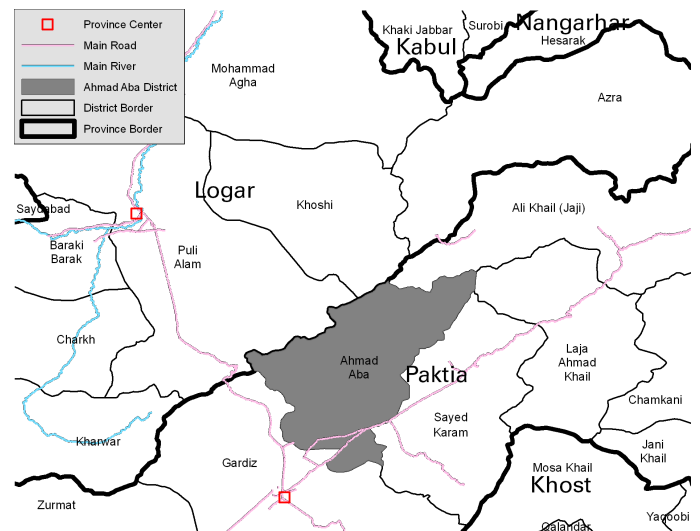 Province Center
Main Road
Main River
Ahmad Aba District
District Border
Province Border
Khaki Jabbar
Kabul
Surobi
Nangarhar
Hesarak
Mohammad
Agha
Azra
Logar
Khoshi
Ali Khail (Jaji)
Saydabad
Baraki
Barak
Puli
Alam
Charkh
Ahmad
Aba
Paktia
Laja
Ahmad
Khail
Chamkani
Sayed
Karam
Kharwar
Gardiz
Jani
Khail
Mosa Khail
Khost
Zurmat
Qalandar
Yaqoobi